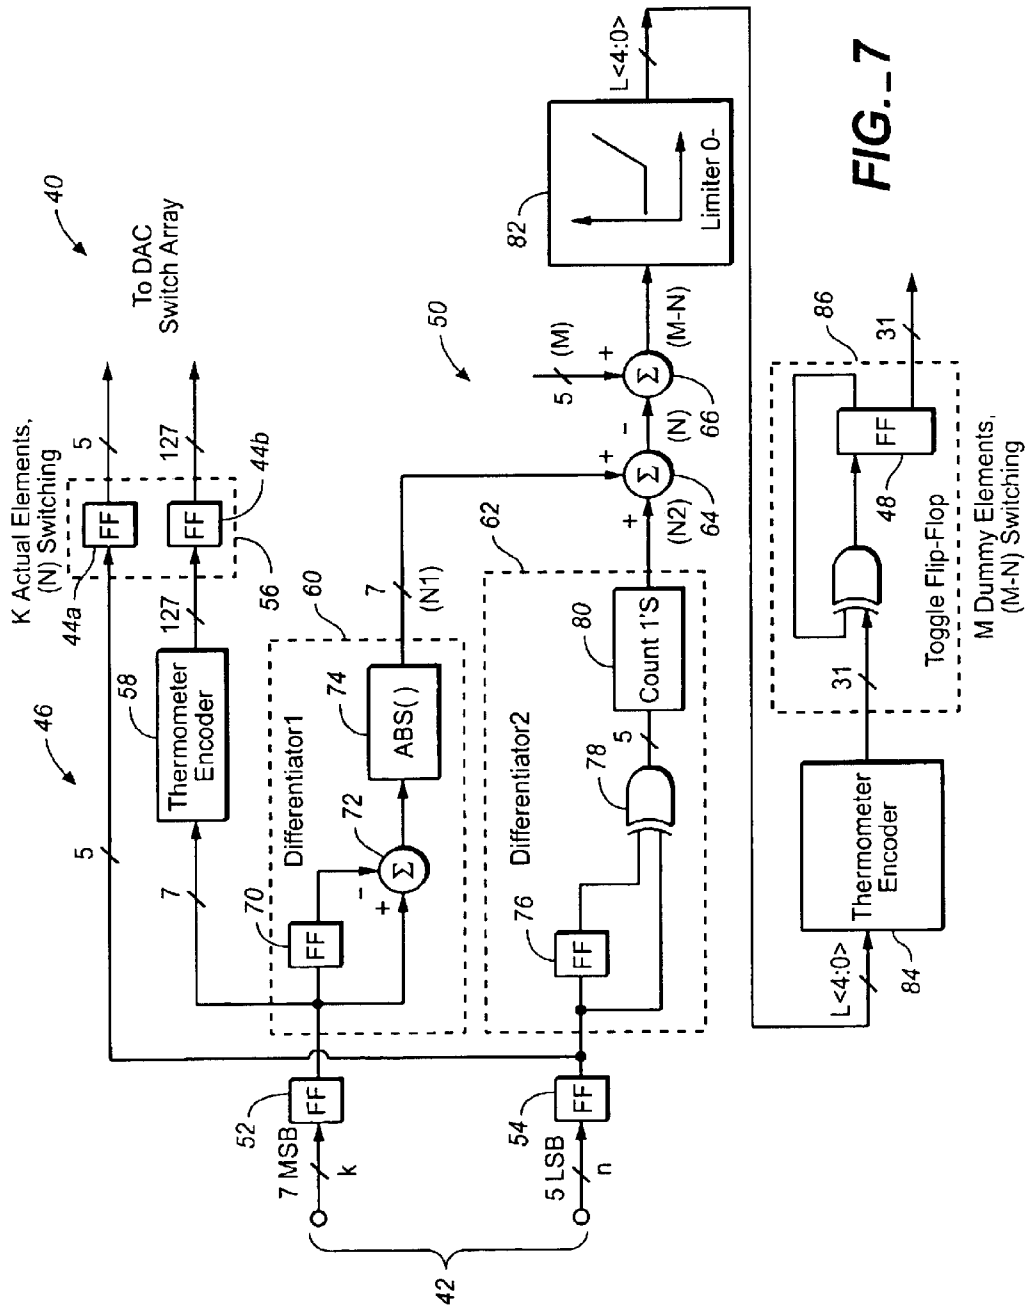 K Actual Elements,
(N) Switching
To DAC
Switch Array
40
46
44a
FF
5
FF
44b
127
56
5
58
Thermometer
Encoder
127
7
60
Differentiator1
70
FF
72
Σ
-
+
74
ABS()
7
(N1)
52
7 MSB
FF
k
42
54
5 LSB
FF
n
62
Differentiator2
76
FF
78
5
80
Count 1'S
(N2)
+
+
Σ
64
(N)
-
+
Σ
66
5
(M)
(M-N)
50
82
Limiter 0-
L<4:0>
L<4:0>
84
Thermometer
Encoder
31
86
Toggle Flip-Flop
FF
48
31
M Dummy Elements,
(M-N) Switching
FIG._7